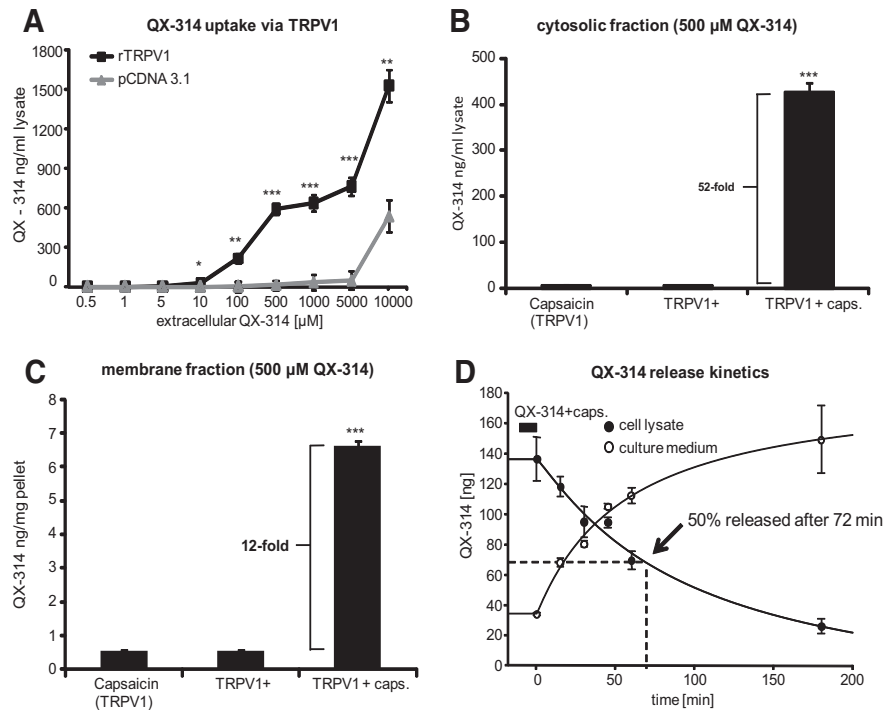 A
QX-314 uptake via TRPV1
1800
1500
1200
900
600
300
0
QX - 314 ng/ml lysate
rTRPV1
pCDNA 3.1
*
**
***
***
***
**
0.5 1 5 10 100 500 1000 5000 10000
extracellular QX-314 [µM]
B
cytosolic fraction (500 µM QX-314)
500
400
300
200
100
0
QX-314 ng/ml lysate
52-fold
***
Capsaicin
(TRPV1)
TRPV1+
TRPV1 + caps.
C
membrane fraction (500 µM QX-314)
8
7
6
5
4
3
2
1
0
QX-314 ng/mg pellet
12-fold
***
Capsaicin
(TRPV1)
TRPV1+
TRPV1 + caps.
D
QX-314 release kinetics
180
160
140
120
100
80
60
40
20
0
QX-314 [ng]
QX-314+caps.
cell lysate
culture medium
50% released after 72 min
0 50 100 150 200
time [min]